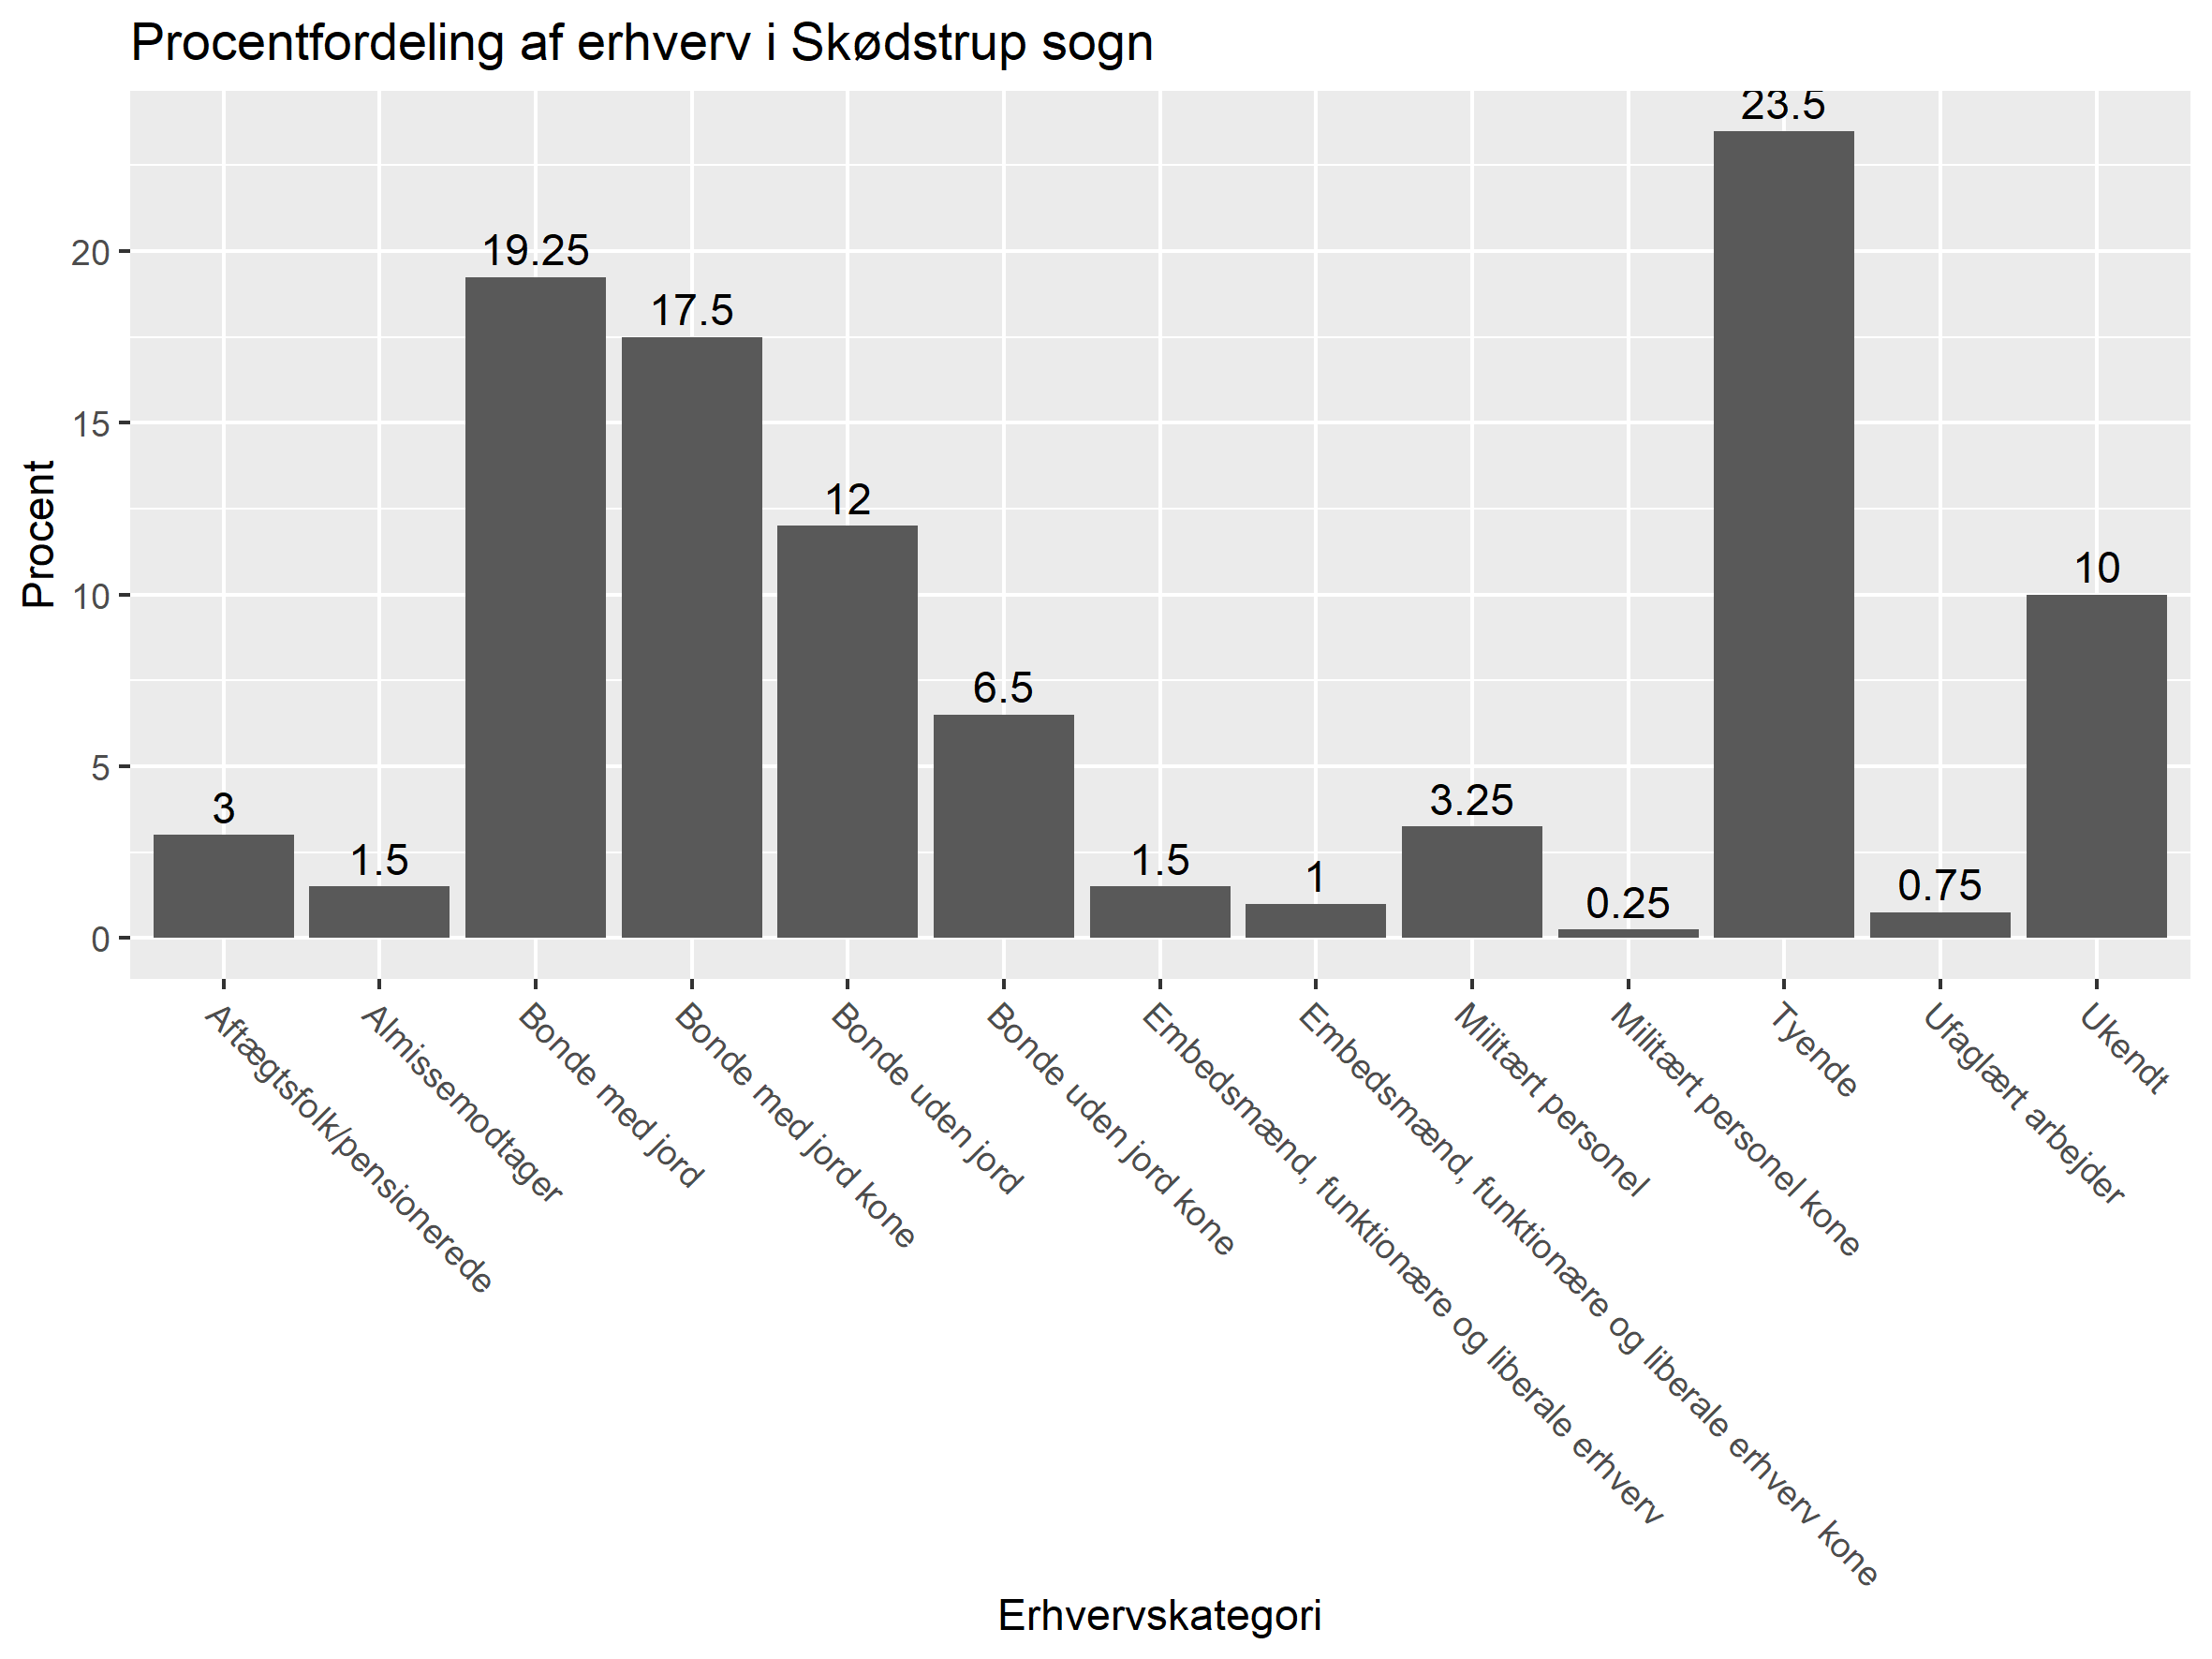 Procentfordeling af erhverv i Skødstrup sogn
Procent
20
15
10
5
0
3
1.5
19.25
17.5
12
6.5
1.5
1
3.25
0.25
23.5
0.75
10
Aftægtsfolk/pensionerede
Almissemodtager
Bonde med jord
Bonde med jord kone
Bonde uden jord
Bonde uden jord kone
Embedsmænd, funktionære og liberale erhverv
Embedsmænd, funktionære og liberale erhverv kone
Militært personel
Militært personel kone
Tyende
Ufaglært arbejder
Ukendt
Erhvervskategori